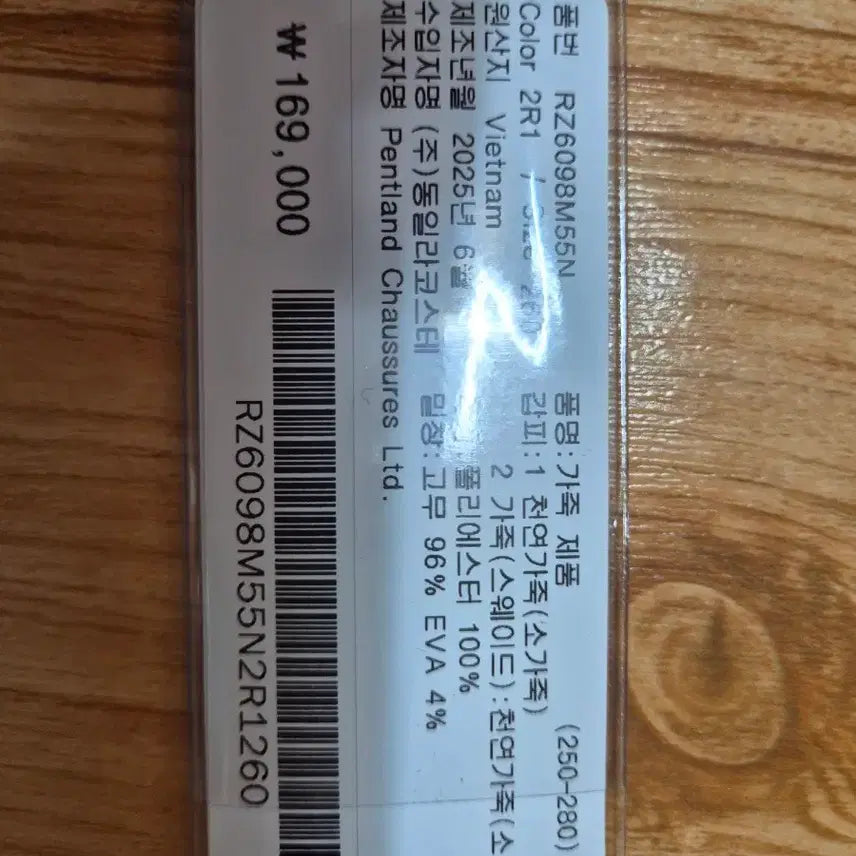 품번 RZ6098M55N 품명:가죽 제품 (250-280)
Color 2R1 / Size 260 갑피:1 천연가죽(소가죽)
원산지 Vietnam 2 가죽(스웨이드):천연가죽(소
제조년월 2025년 6월 폴리에스터 100%
수입자명 (주)동일라코스테 밑창:고무 96% EVA 4%
제조자명 Pentland Chaussures Ltd.
₩169,000
RZ6098M55N2R1260